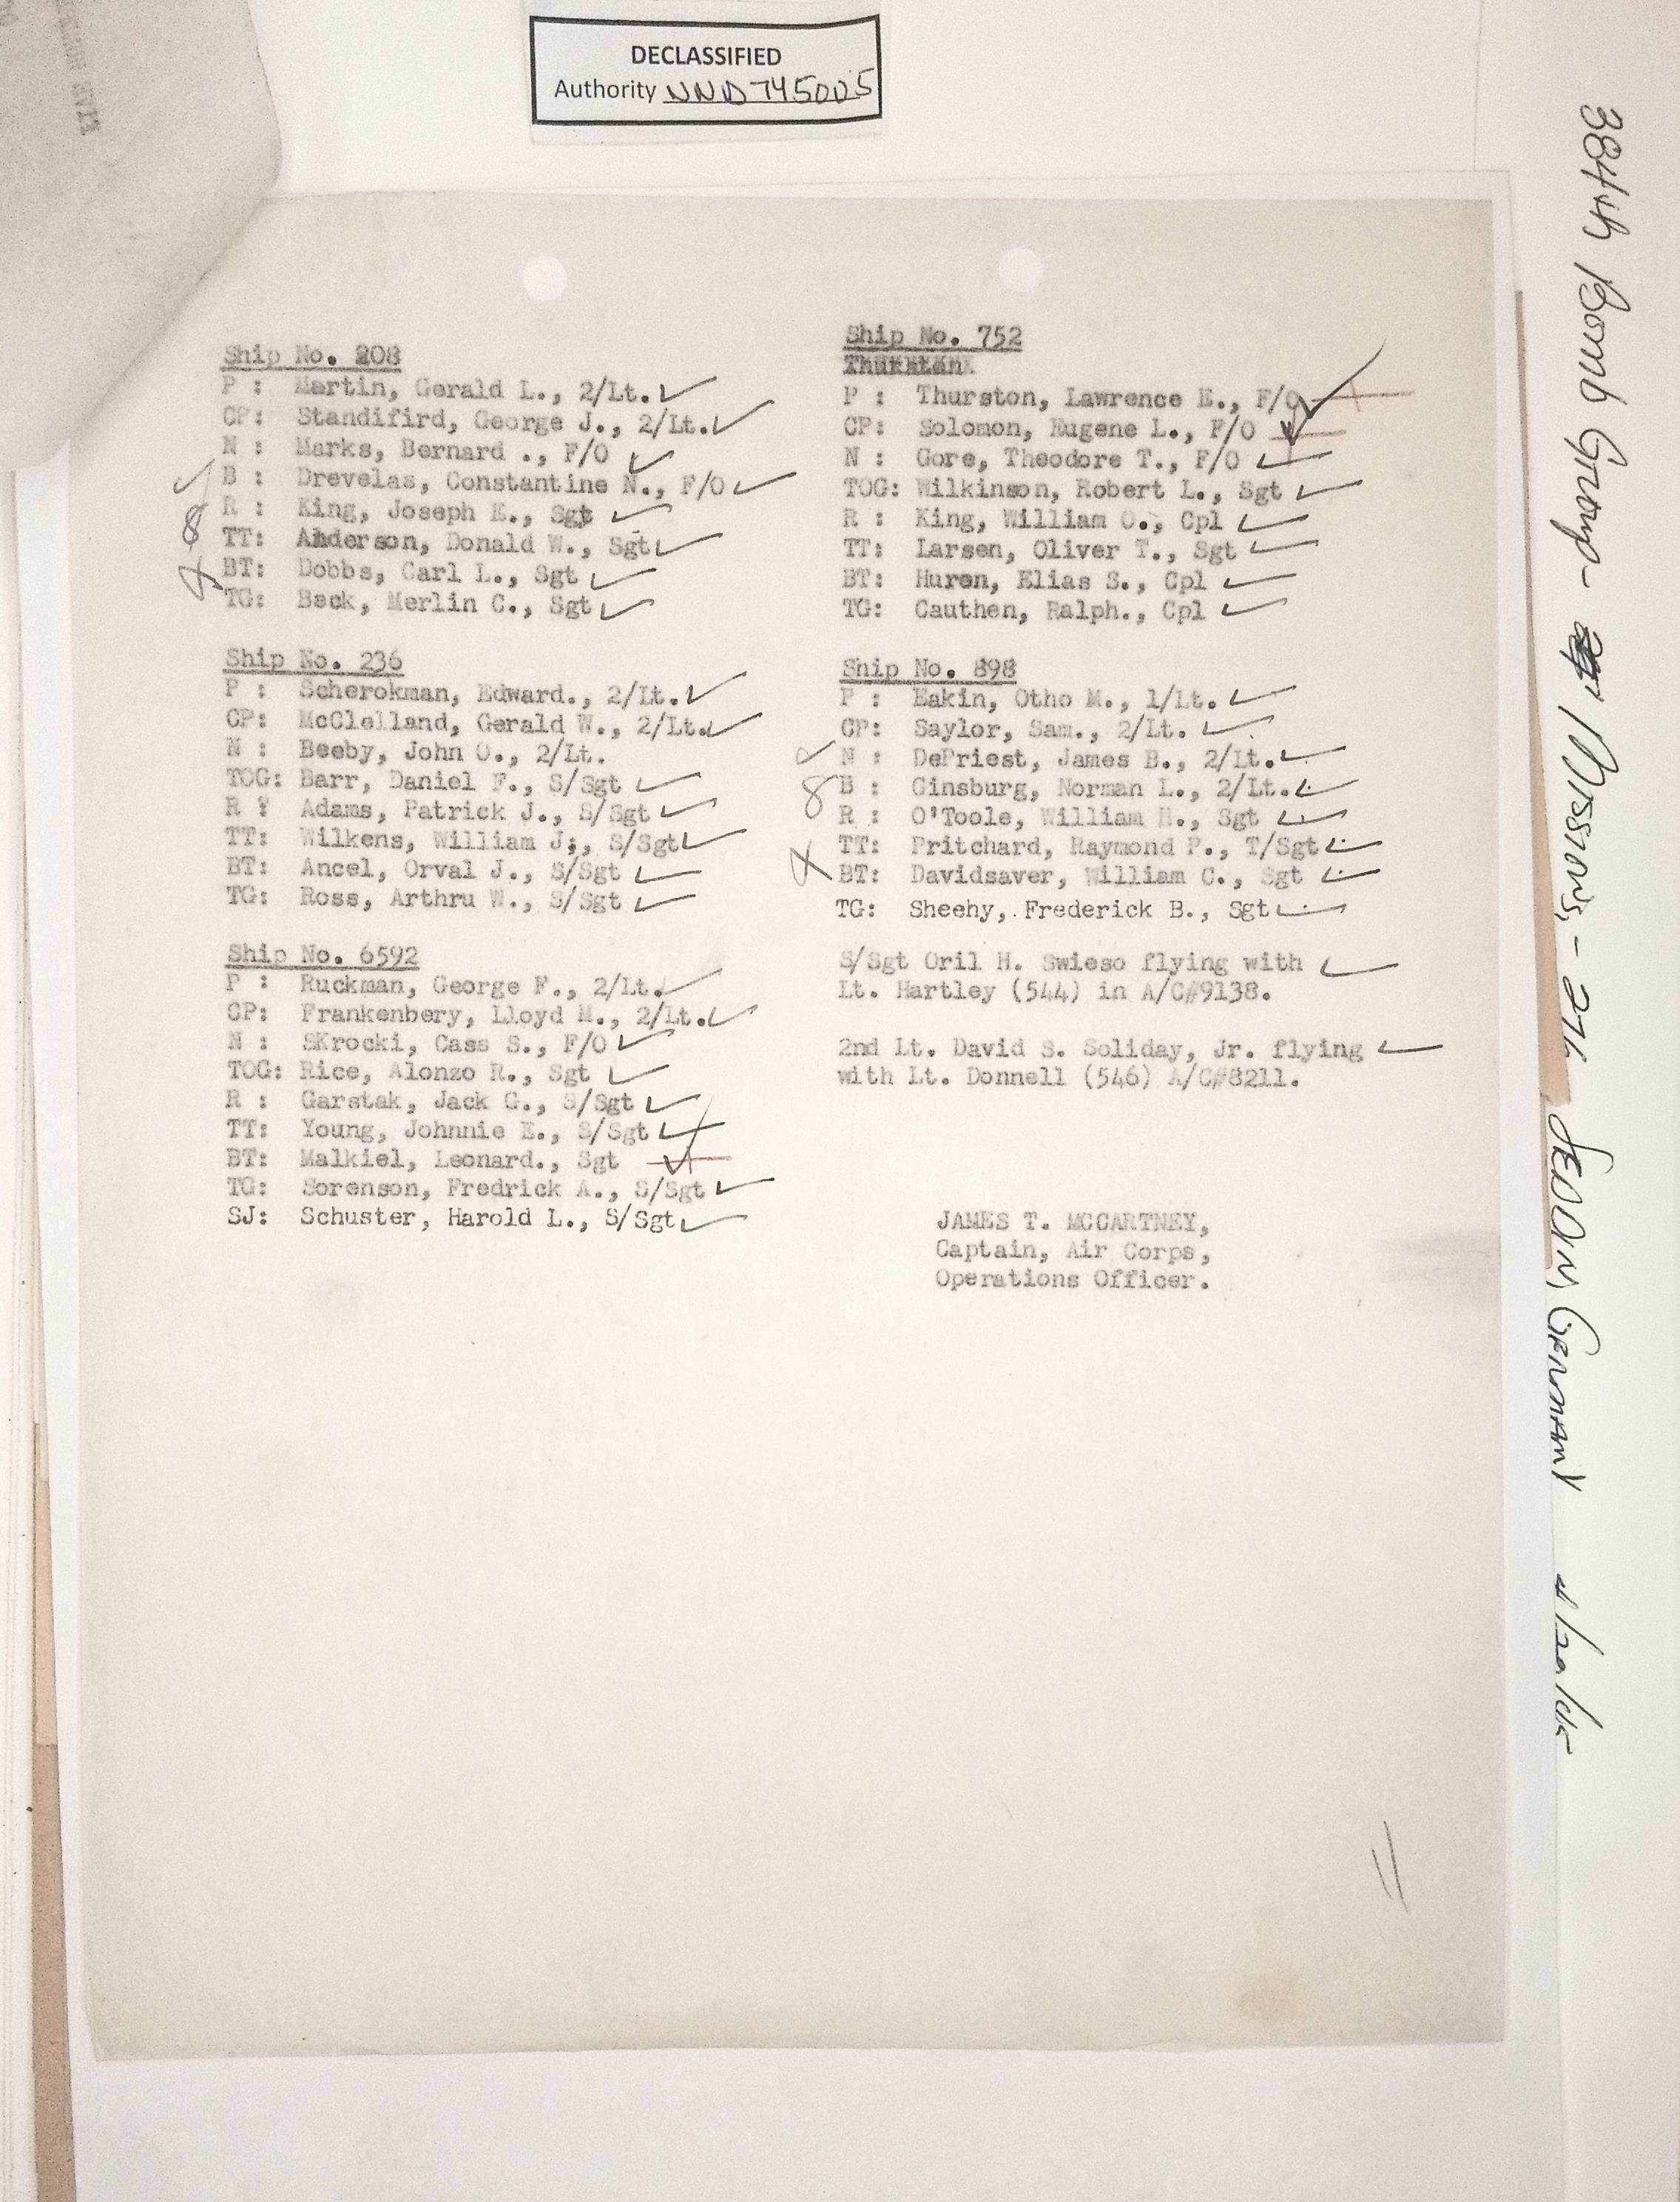 DECLASSIFIED
Authority NND 745005
Ship No. 208
P : Martin, Gerald L., 2/Lt.
CP: Standifird, George J., 2/Lt.
N : Marks, Bernard ., F/O
B : Drevelas, Constantine N., F/O
R : King, Joseph E., Sgt
TT: Anderson, Donald W., Sgt
BT: Dobbs, Carl L., Sgt
TG: Beck, Merlin C., Sgt
Ship No. 236
P : Scherokman, Edward., 2/Lt.
CP: McClelland, Gerald W., 2/Lt.
N : Beeby, John O., 2/Lt.
TOG: Barr, Daniel F., S/Sgt
R : Adams, Patrick J., S/Sgt
TT: Wilkens, William J;, S/Sgt
BT: Ancel, Orval J., S/Sgt
TG: Ross, Arthru W., S/Sgt
Ship No. 6592
P : Ruckman, George F., 2/Lt.
CP: Frankenbery, Lloyd M., 2/Lt.
N : SKrocki, Cass S., F/O
TOG: Rice, Alonzo R., Sgt
R : Garstak, Jack G., S/Sgt
TT: Young, Johnnie E., S/Sgt
BT: Malkiel, Leonard., Sgt
TG: Sorenson, Fredrick A., S/Sgt
SJ: Schuster, Harold L., S/Sgt
Ship No. 752
P : Thurston, Lawrence E., F/O
CP: Solomon, Eugene L., F/O
N : Gore, Theodore T., F/O
TOG: Wilkinson, Robert L., Sgt
R : King, William O., Cpl
TT: Larsen, Oliver T., Sgt
BT: Huron, Elias S., Cpl
TG: Cauthen, Ralph., Cpl
Ship No. 898
P : Eakin, Otho M., 1/Lt.
CP: Saylor, Sam., 2/Lt.
N : DePriest, James B., 2/Lt.
B : Ginsburg, Norman L., 2/Lt.
R : O'Toole, William H., Sgt
TT: Pritchard, Raymond P., T/Sgt
BT: Davidsaver, William C., Sgt
TG: Sheehy, Frederick B., Sgt
S/Sgt Oril H. Swieso flying with
Lt. Hartley (544) in A/C#9138.
2nd Lt. David S. Soliday, Jr. flying
with Lt. Donnell (546) A/C#8211.
JAMES T. MCCARTNEY,
Captain, Air Corps,
Operations Officer.
11
384th Bomb Group - Missions, - 276 SEDDIN, GERMANY 4/20/45